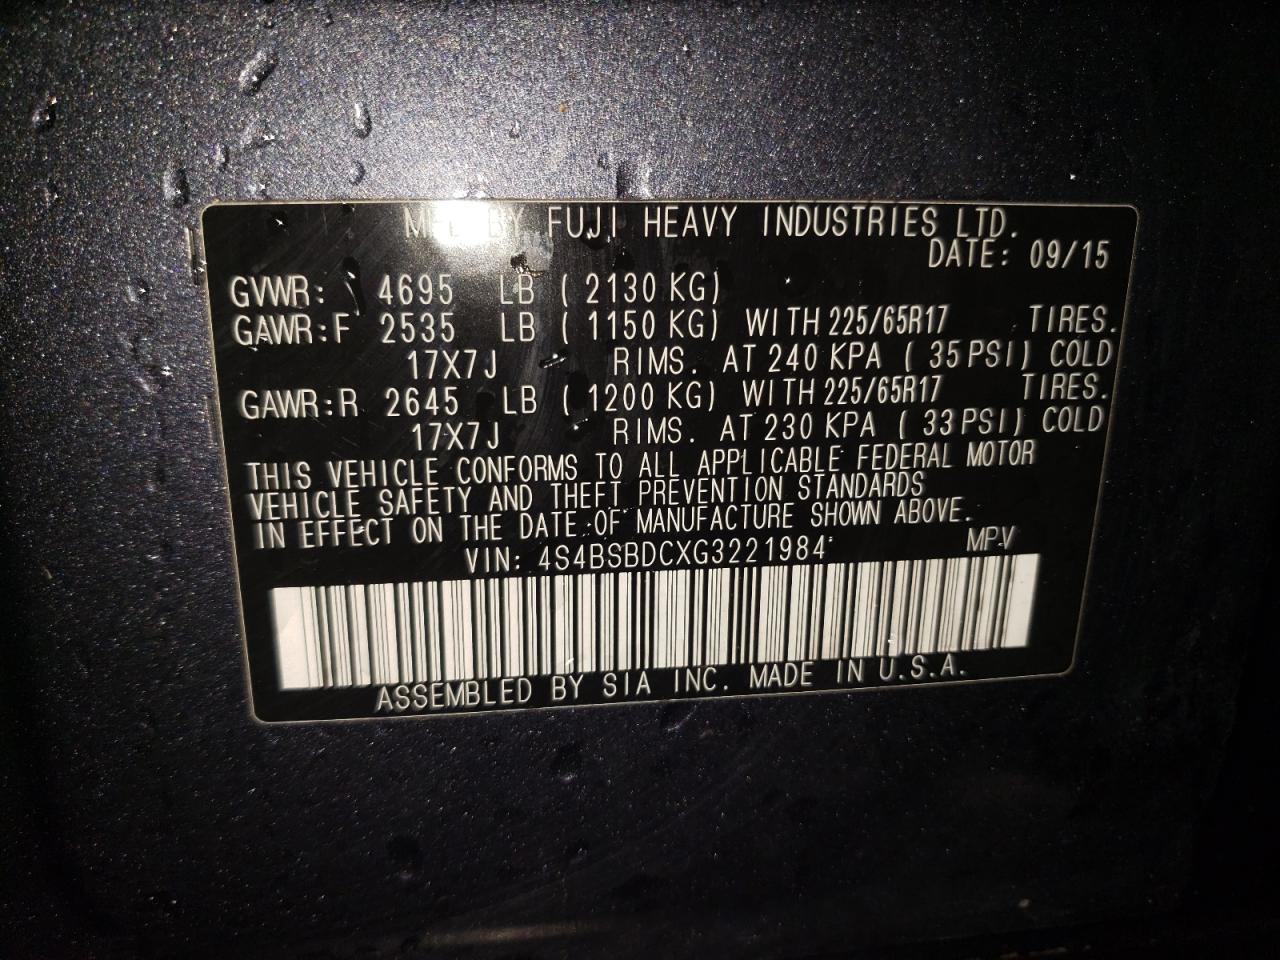 MFD BY FUJI HEAVY INDUSTRIES LTD.
DATE: 09/15
GVWR: 4695 LB ( 2130 KG)
GAWR:F 2535 LB ( 1150 KG) WITH 225/65R17 TIRES.
17X7J RIMS. AT 240 KPA ( 35 PSI) COLD
GAWR:R 2645 LB ( 1200 KG) WITH 225/65R17 TIRES.
17X7J RIMS. AT 230 KPA ( 33 PSI) COLD
THIS VEHICLE CONFORMS TO ALL APPLICABLE FEDERAL MOTOR
VEHICLE SAFETY AND THEFT PREVENTION STANDARDS
IN EFFECT ON THE DATE OF MANUFACTURE SHOWN ABOVE.
VIN: 4S4BSBDCXG3221984 MPV
ASSEMBLED BY SIA INC. MADE IN U.S.A.